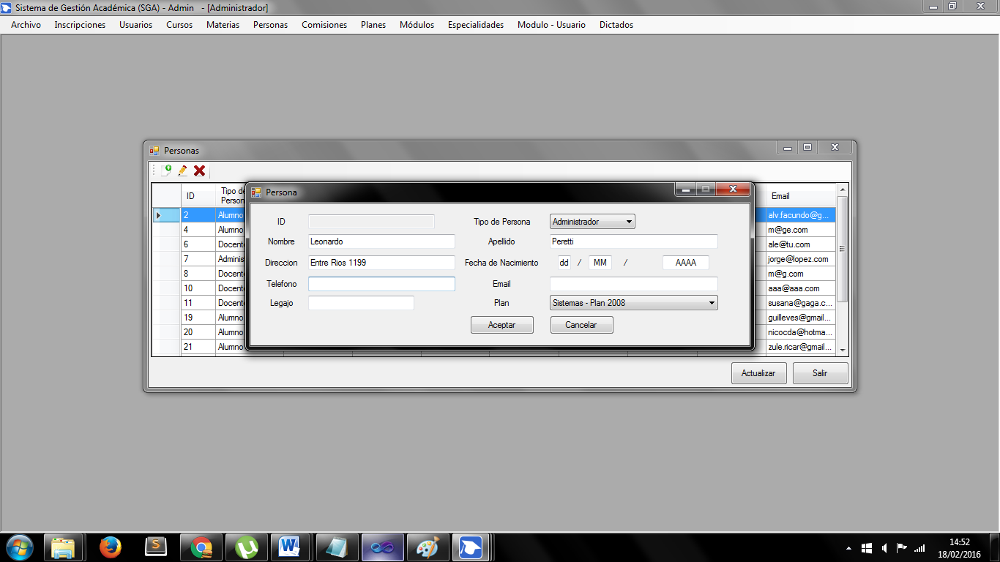 Sistema de Gestión Académica (SGA) - Admin - [Administrador]
Archivo Inscripciones Usuarios Cursos Materias Personas Comisiones Planes Módulos Especialidades Modulo - Usuario Dictados
Personas
ID Tipo de Email
Person
Persona
2 Alumno alv.facundo@g...
4 Alumno m@ge.com
6 Docente ale@tu.com
7 Adminis jorge@lopez.com
8 Docente m@g.com
10 Docente aaa@aaa.com
11 Docente susana@gaga.c...
19 Alumno guilleves@gmail...
20 Alumno nicocda@hotma...
21 Alumno zule.ricar@gmail...
ID Tipo de Persona Administrador
Nombre Leonardo Apellido Peretti
Direccion Entre Rios 1199 Fecha de Nacimiento dd / MM / AAAA
Telefono Email
Legajo Plan Sistemas - Plan 2008
Aceptar Cancelar
Actualizar Salir
14:52
18/02/2016